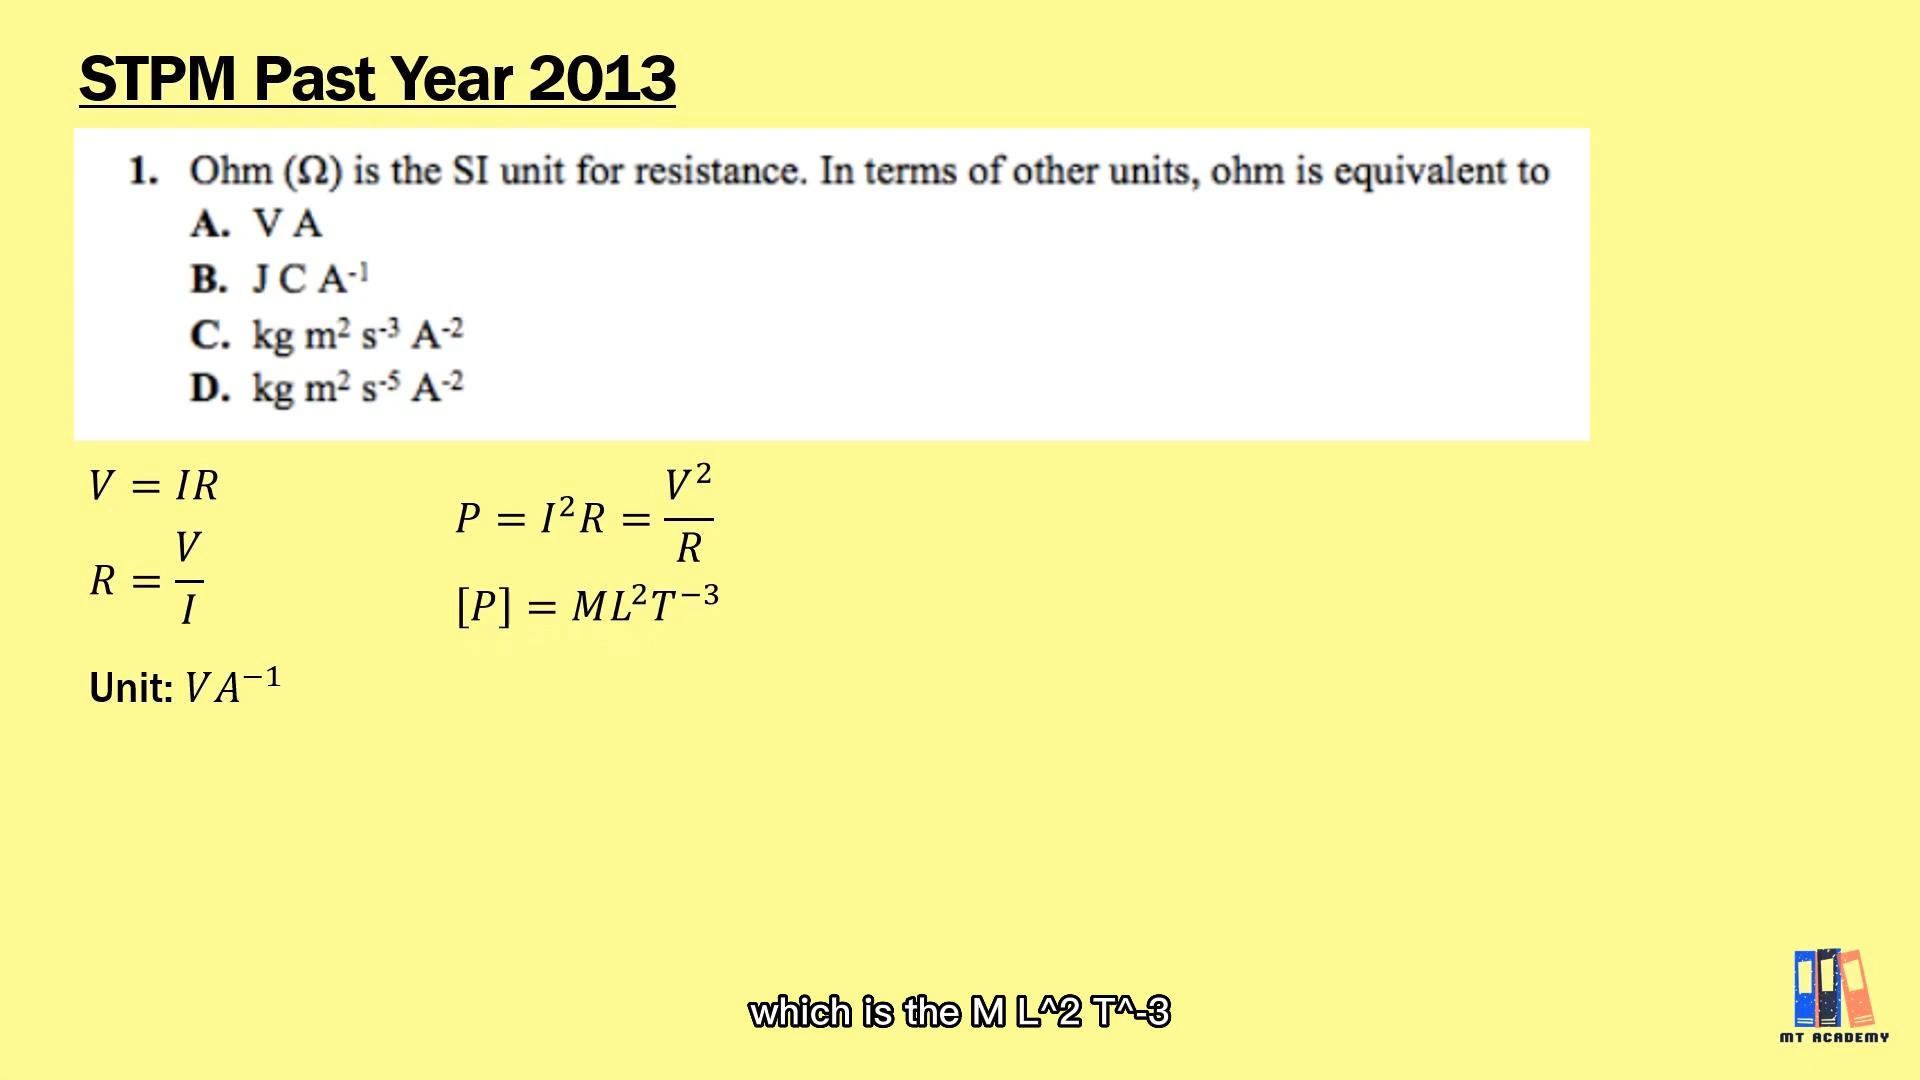 STPM Past Year 2013
1. Ohm (Ω) is the SI unit for resistance. In terms of other units, ohm is equivalent to
A. V A
B. J C A⁻¹
C. kg m² s⁻³ A⁻²
D. kg m² s⁻⁵ A⁻²
V = IR
R = V/I
Unit: VA⁻¹
P = I²R = V²/R
[P] = ML²T⁻³
which is the M L^2 T^-3
MT ACADEMY